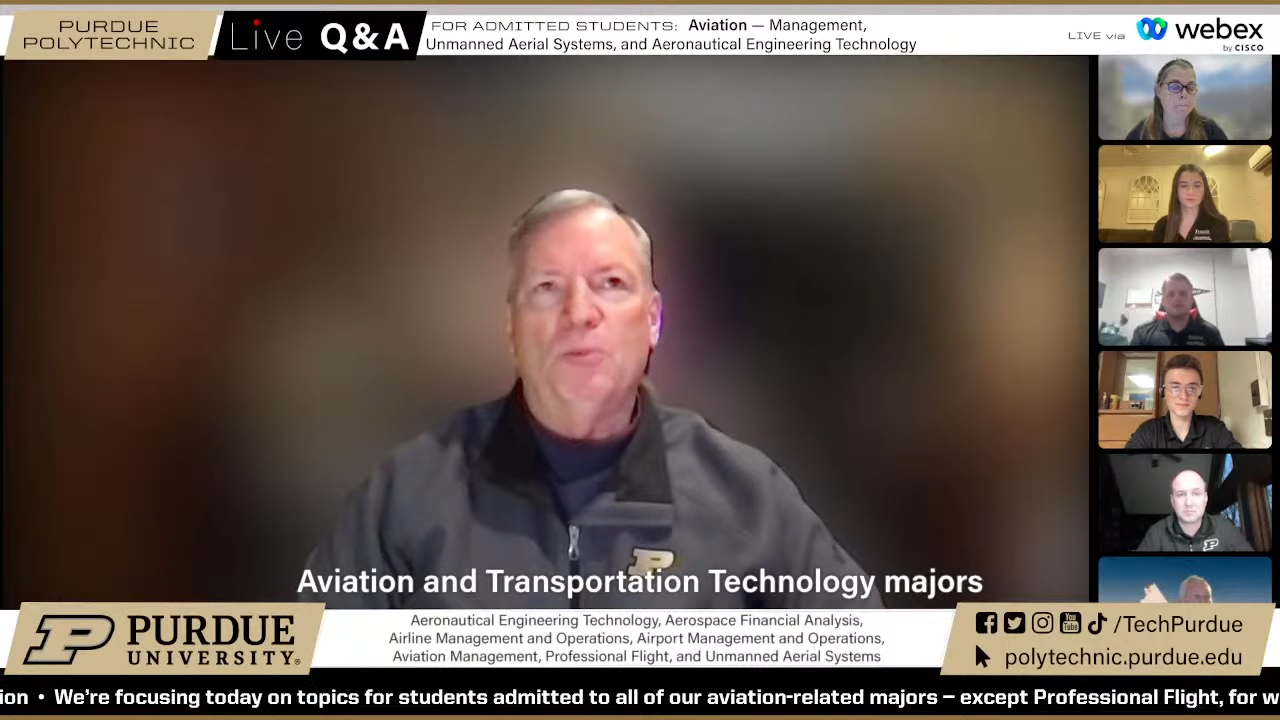 PURDUE
POLYTECHNIC
Live Q&A
FOR ADMITTED STUDENTS: Aviation — Management,
Unmanned Aerial Systems, and Aeronautical Engineering Technology
LIVE via webex
by CISCO
Aviation and Transportation Technology majors
P PURDUE
UNIVERSITY®
Aeronautical Engineering Technology, Aerospace Financial Analysis,
Airline Management and Operations, Airport Management and Operations,
Aviation Management, Professional Flight, and Unmanned Aerial Systems
/TechPurdue
polytechnic.purdue.edu
ion • We're focusing today on topics for students admitted to all of our aviation-related majors – except Professional Flight, for w